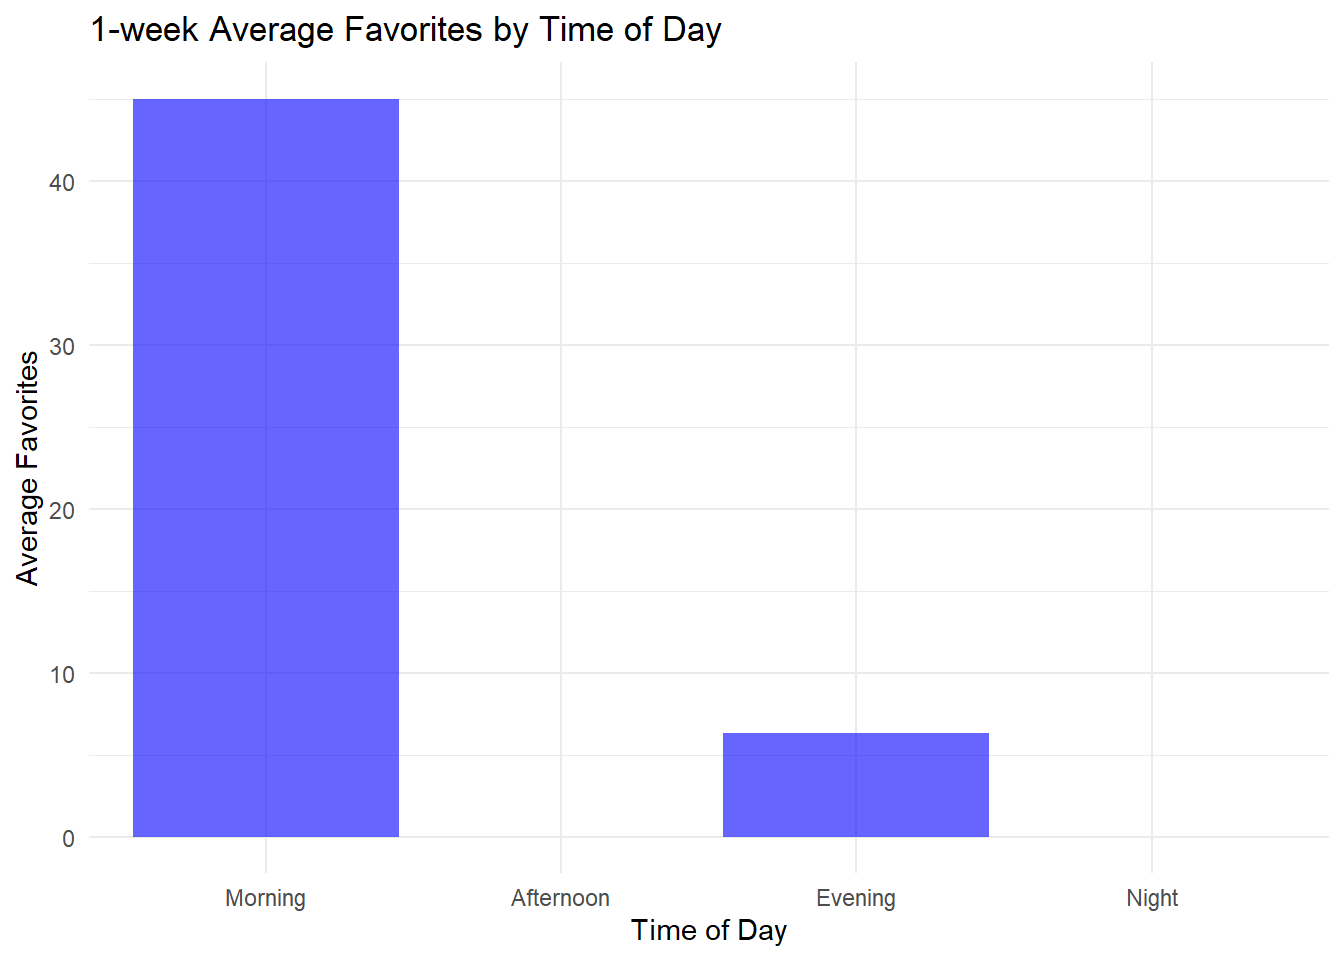 1-week Average Favorites by Time of Day
Average Favorites
40
30
20
10
0
Morning
Afternoon
Evening
Night
Time of Day